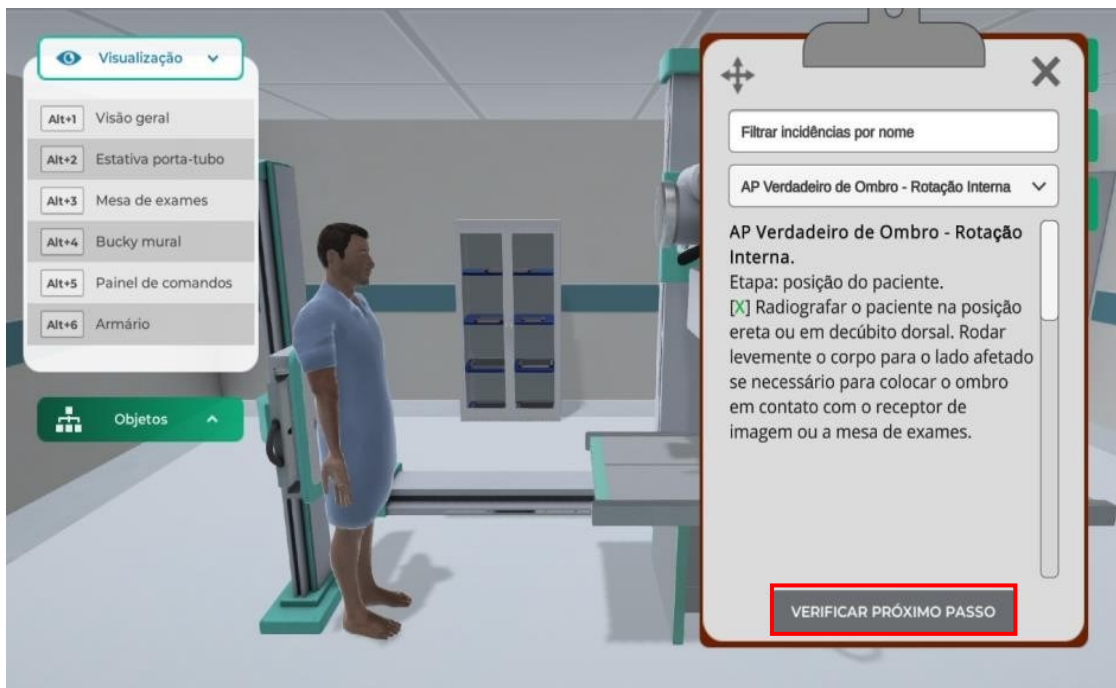 Visualização
Alt+1 Visão geral
Alt+2 Estativa porta-tubo
Alt+3 Mesa de exames
Alt+4 Bucky mural
Alt+5 Painel de comandos
Alt+6 Armário
Objetos
Filtrar incidências por nome
AP Verdadeiro de Ombro - Rotação Interna
AP Verdadeiro de Ombro - Rotação
Interna.
Etapa: posição do paciente.
[X] Radiografar o paciente na posição
ereta ou em decúbito dorsal. Rodar
levemente o corpo para o lado afetado
se necessário para colocar o ombro
em contato com o receptor de
imagem ou a mesa de exames.
VERIFICAR PRÓXIMO PASSO